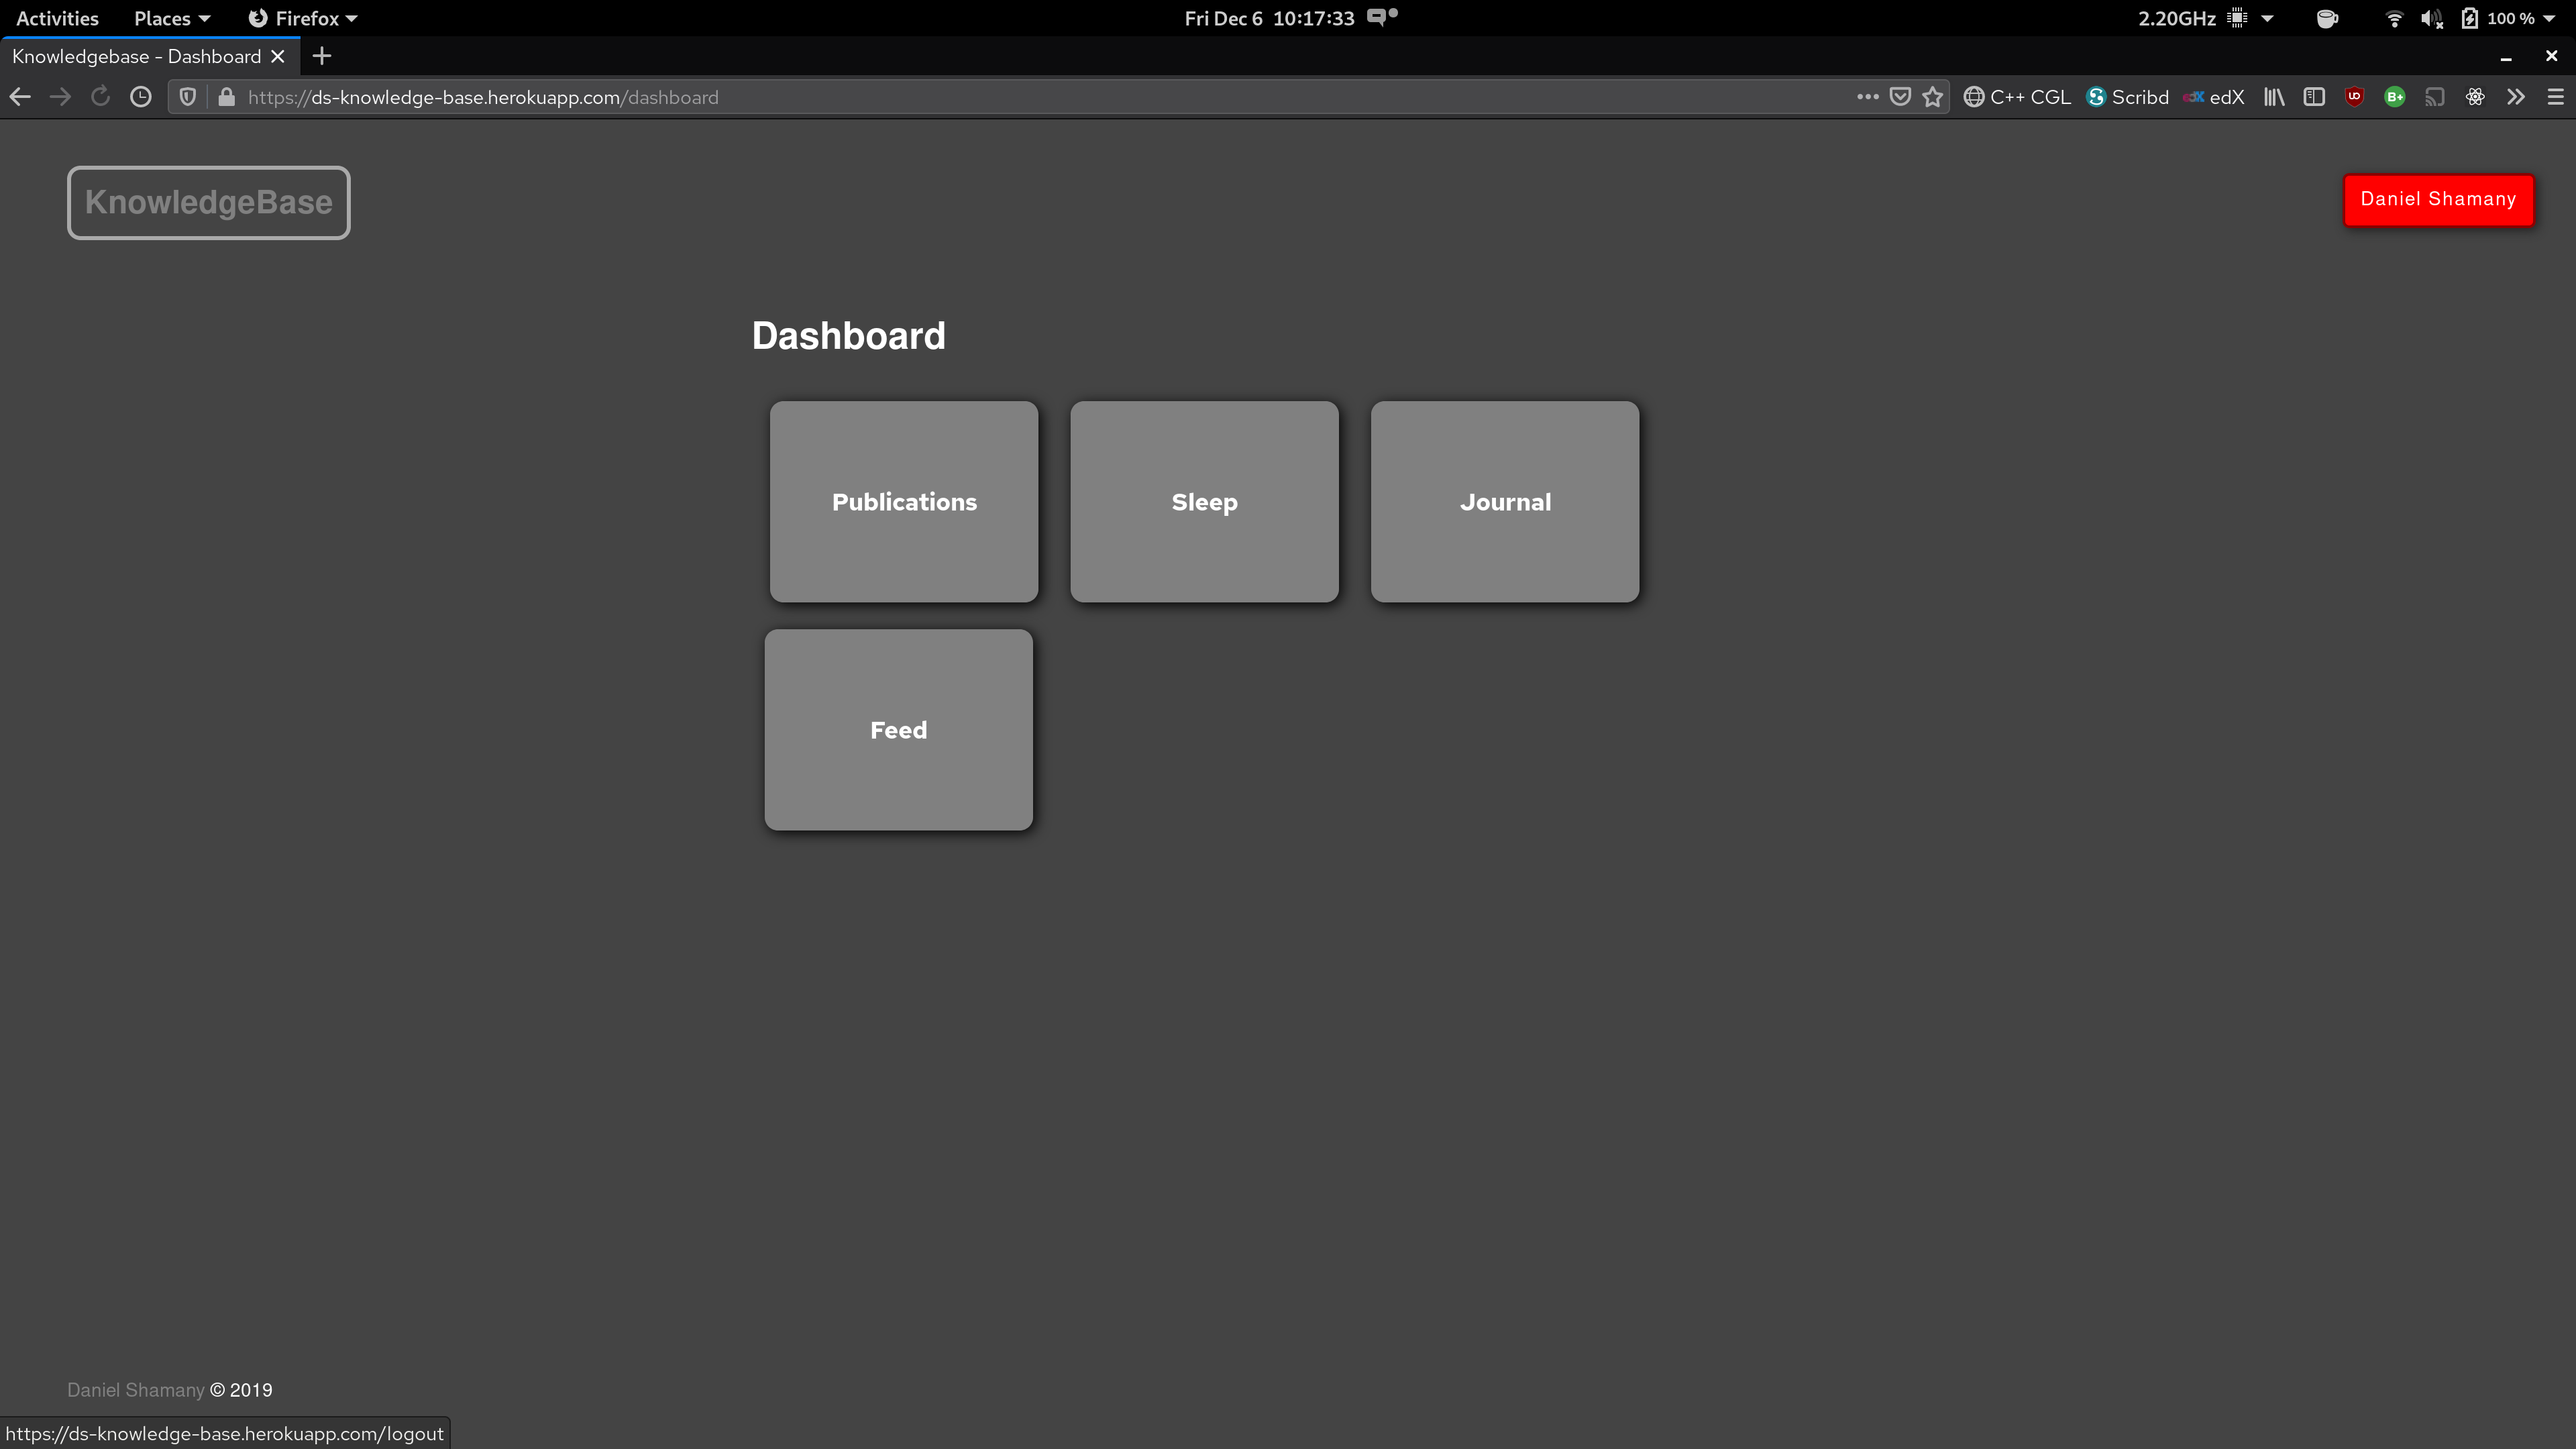 Activities Places Firefox Fri Dec 6 10:17:33 2.20GHz 100 %
Knowledgebase - Dashboard
https://ds-knowledge-base.herokuapp.com/dashboard C++ CGL Scribd edX UO B+
KnowledgeBase
Daniel Shamany
Dashboard
Publications
Sleep
Journal
Feed
Daniel Shamany © 2019
https://ds-knowledge-base.herokuapp.com/logout